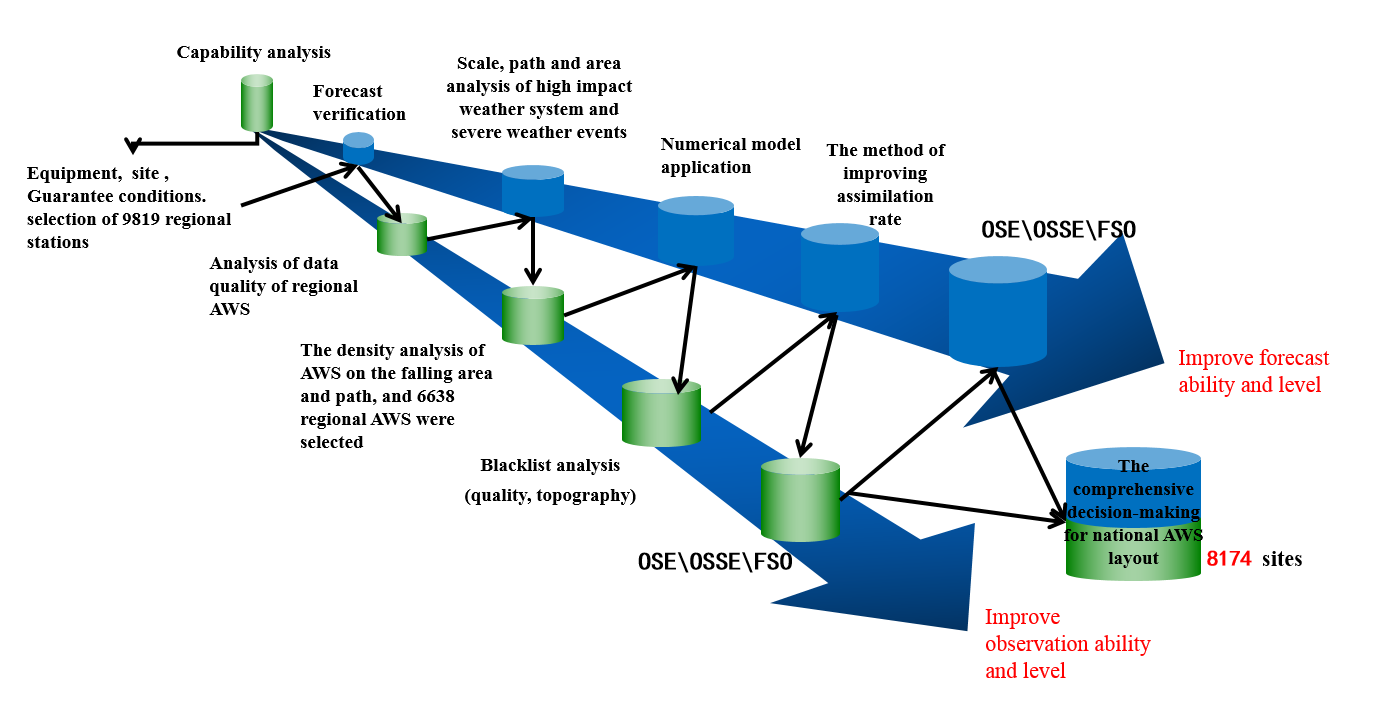 Capability analysis
Forecast
verification
Scale, path and area
analysis of high impact
weather system and
severe weather events
Numerical model
application
The method of
improving
assimilation
rate
OSE\OSSE\FSO
Equipment, site ,
Guarantee conditions.
selection of 9819 regional
stations
Analysis of data
quality of regional
AWS
The density analysis of
AWS on the falling area
and path, and 6638
regional AWS were
selected
Blacklist analysis
(quality, topography)
OSE\OSSE\FSO
Improve forecast
ability and level
The
comprehensive
decision-making
for national AWS
layout
8174 sites
Improve
observation ability
and level